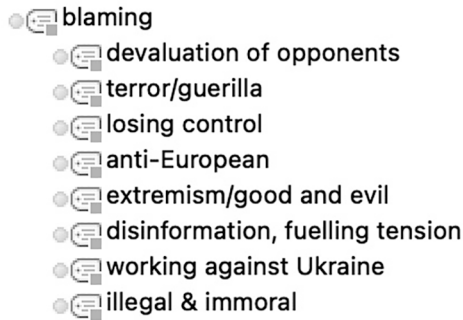 blaming
devaluation of opponents
terror/guerilla
losing control
anti-European
extremism/good and evil
disinformation, fuelling tension
working against Ukraine
illegal & immoral